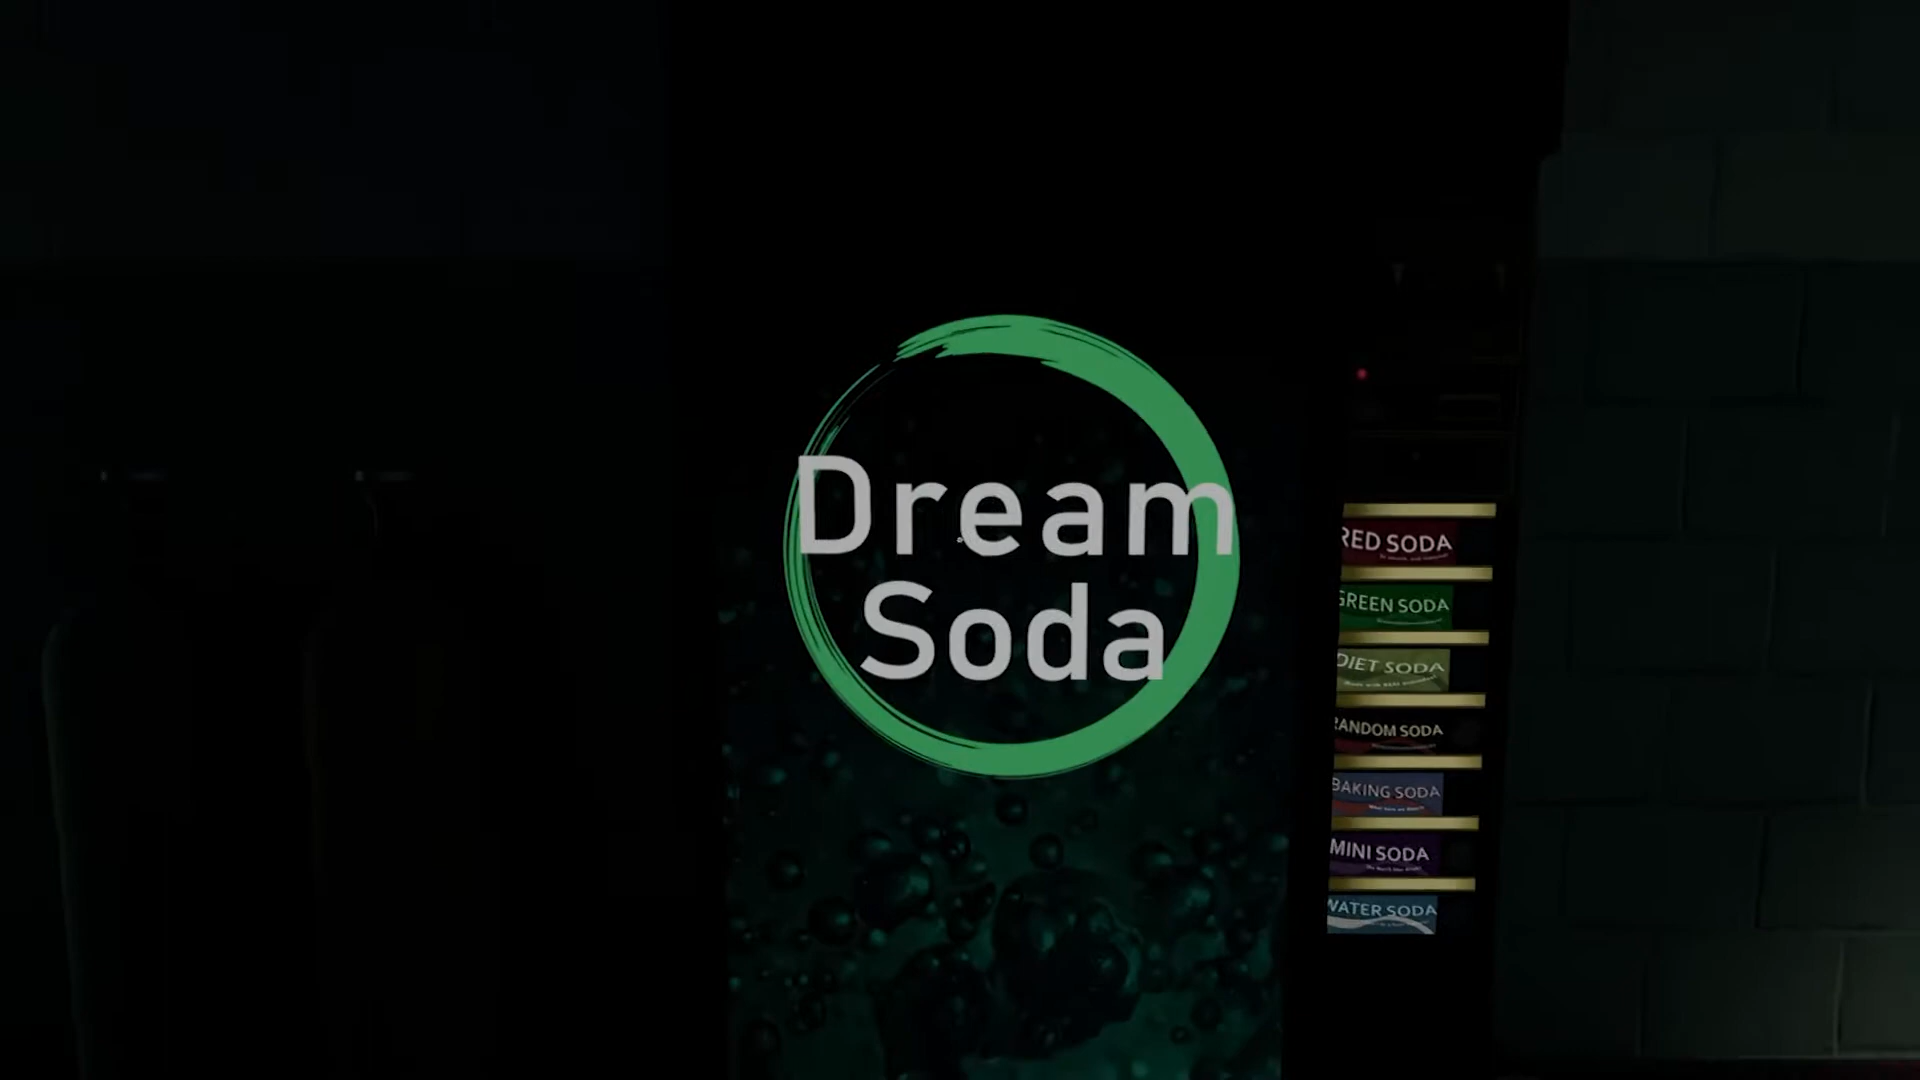 Dream
Soda
RED SODA
GREEN SODA
DIET SODA
RANDOM SODA
BAKING SODA
MINI SODA
WATER SODA